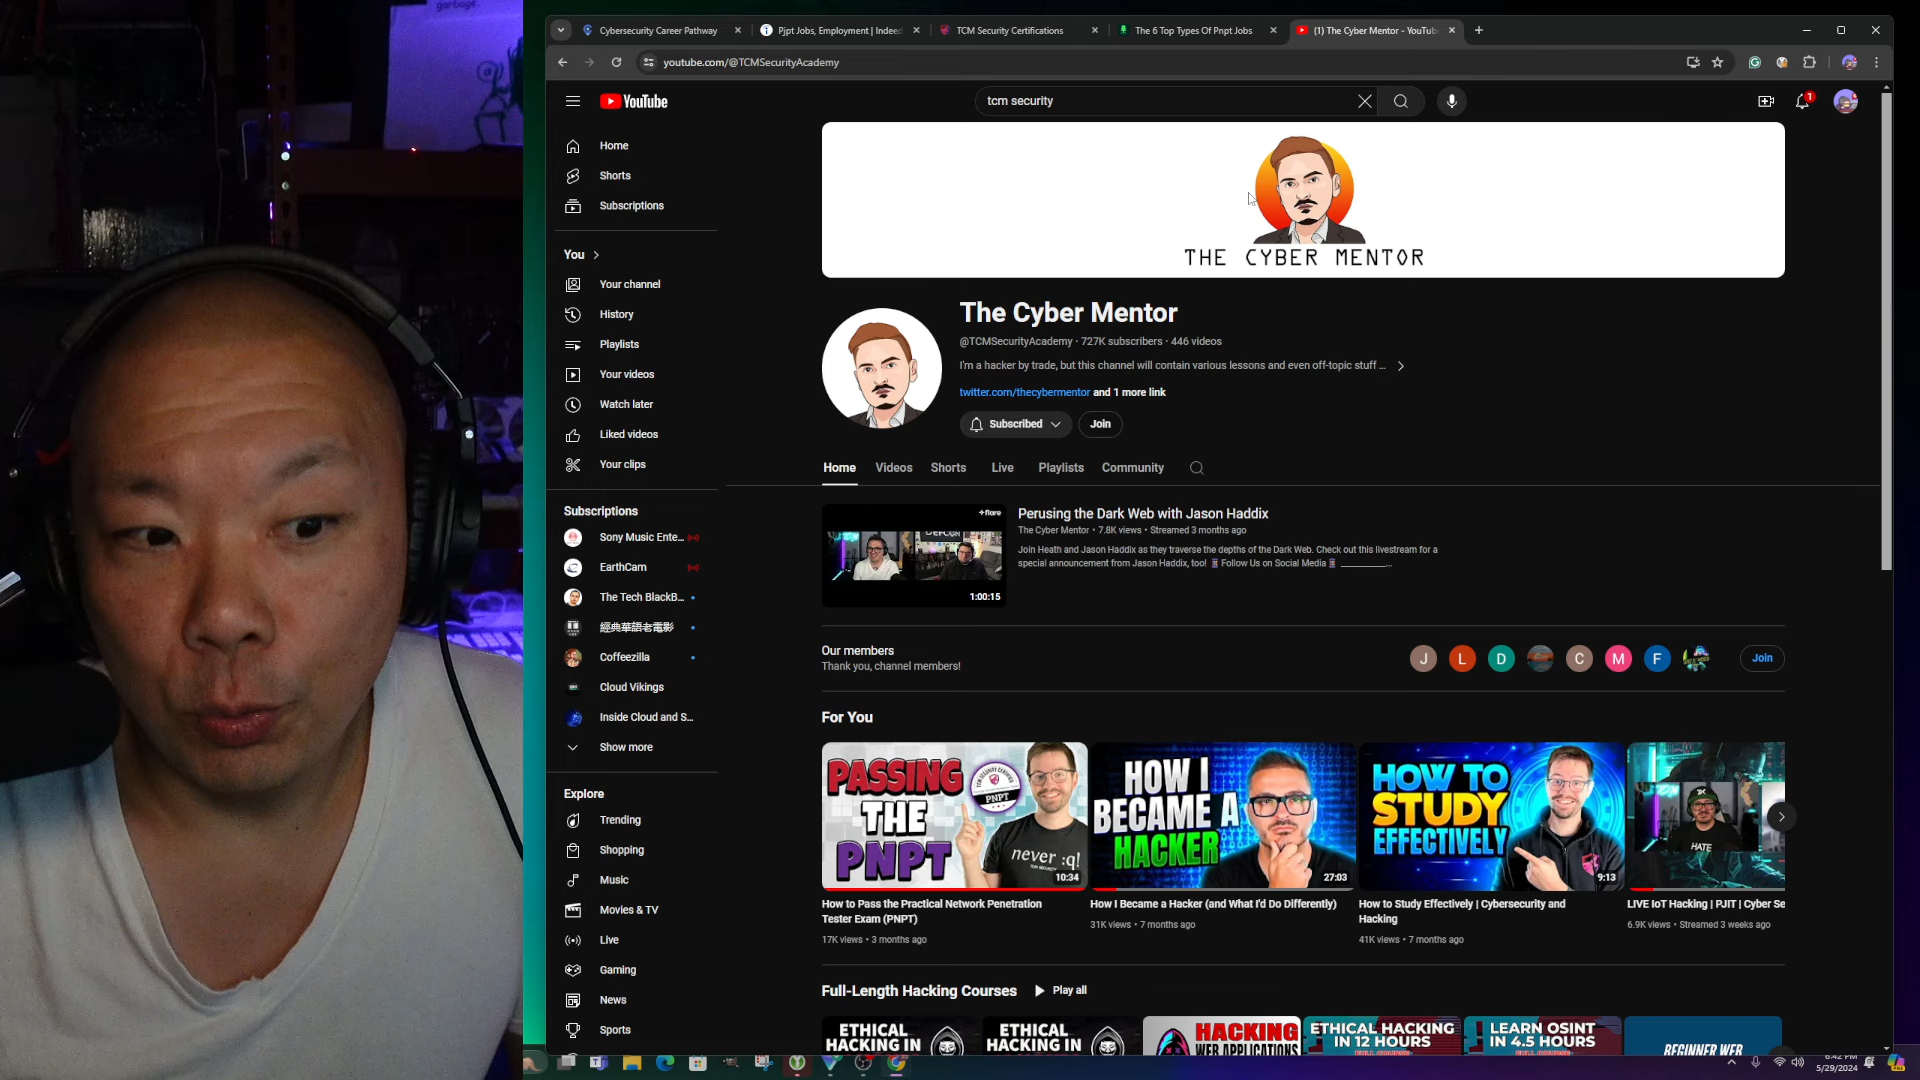 garbage.
Cybersecurity Career Pathway
Pjpt Jobs, Employment | Indeed
TCM Security Certifications
The 6 Top Types Of Pnpt Jobs
(1) The Cyber Mentor - YouTub
youtube.com/@TCMSecurityAcademy
YouTube
tcm security
1
Home
Shorts
Subscriptions
You
Your channel
History
Playlists
Your videos
Watch later
Liked videos
Your clips
Subscriptions
Sony Music Ente...
EarthCam
The Tech BlackB...
經典華語老電影
Coffeezilla
Cloud Vikings
Inside Cloud and S...
Show more
Explore
Trending
Shopping
Music
Movies & TV
Live
Gaming
News
Sports
THE CYBER MENTOR
The Cyber Mentor
@TCMSecurityAcademy · 727K subscribers · 446 videos
I'm a hacker by trade, but this channel will contain various lessons and even off-topic stuff ...
twitter.com/thecybermentor and 1 more link
Subscribed
Join
Home
Videos
Shorts
Live
Playlists
Community
flare
1:00:15
Perusing the Dark Web with Jason Haddix
The Cyber Mentor • 7.8K views • Streamed 3 months ago
Join Heath and Jason Haddix as they traverse the depths of the Dark Web. Check out this livestream for a
special announcement from Jason Haddix, too! Follow Us on Social Media ___________...
Our members
Thank you, channel members!
J L D C M F
Join
For You
PASSING
THE
PNPT
PNPT
never :q!
10:34
How to Pass the Practical Network Penetration
Tester Exam (PNPT)
17K views • 3 months ago
HOW I
BECAME A
HACKER
27:03
How I Became a Hacker (and What I'd Do Differently)
31K views • 7 months ago
HOW TO
STUDY
EFFECTIVELY
9:13
How to Study Effectively | Cybersecurity and
Hacking
41K views • 7 months ago
HATE
LIVE IoT Hacking | PJIT | Cyber Se
6.9K views • Streamed 3 weeks ago
Full-Length Hacking Courses
Play all
ETHICAL
HACKING IN
ETHICAL
HACKING IN
HACKING
WEB APPLICATIONS
ETHICAL HACKING
IN 12 HOURS
LEARN OSINT
IN 4.5 HOURS
BEGINNER WEB
6:42 PM
5/29/2024